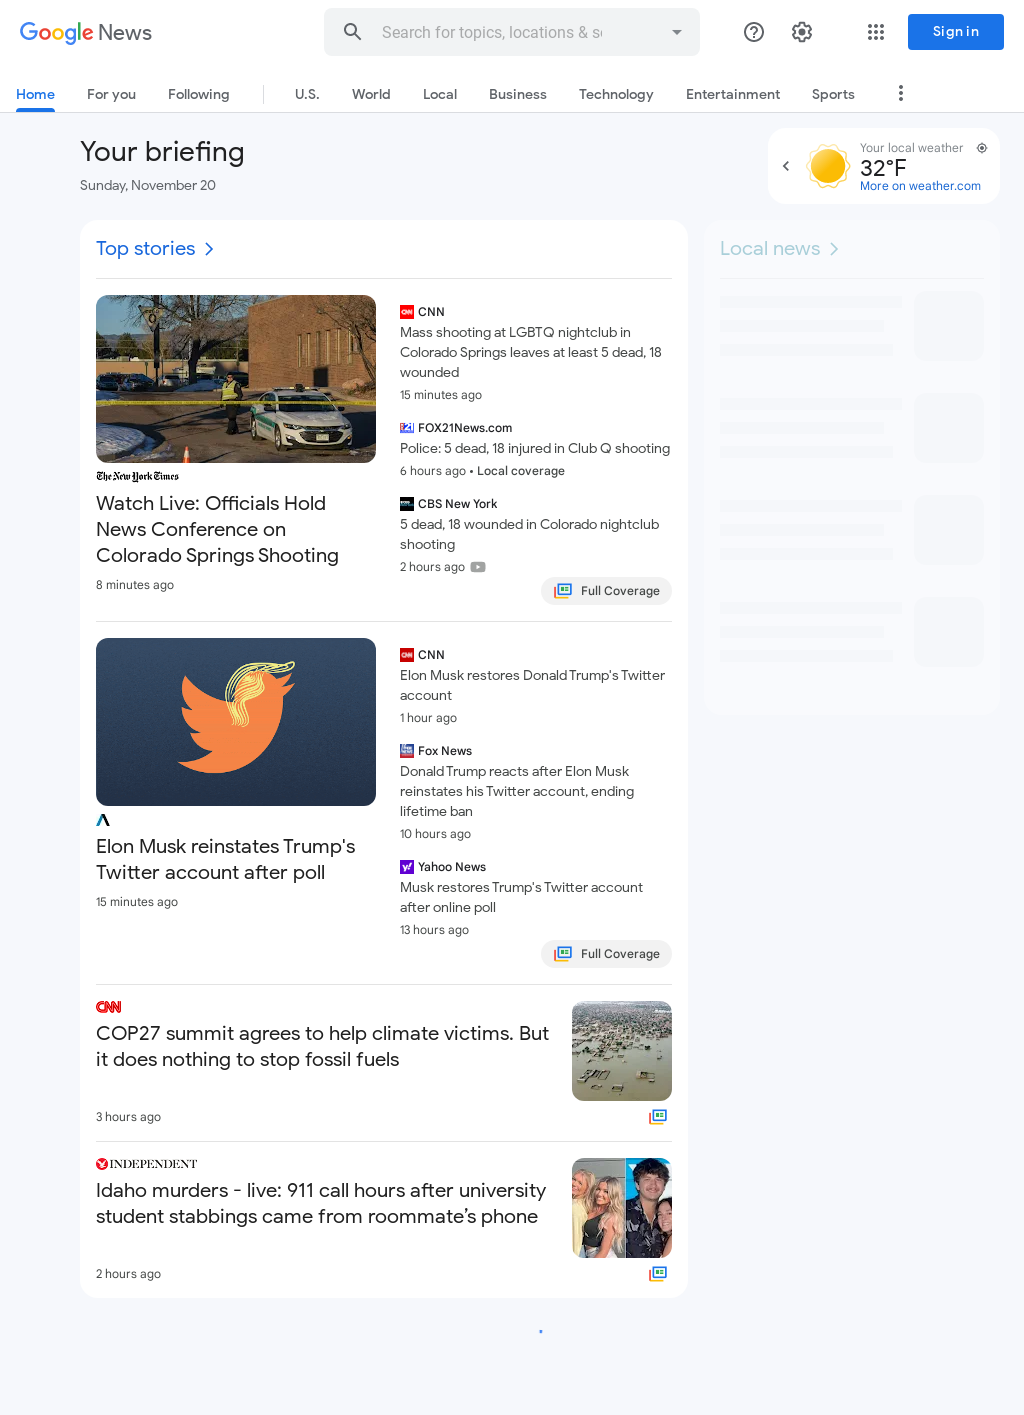 Google News
Search for topics, locations & so
Sign in
Home
For you
Following
U.S.
World
Local
Business
Technology
Entertainment
Sports
Your briefing
Sunday, November 20
Your local weather
32°F
More on weather.com
Top stories
The New York Times
Watch Live: Officials Hold
News Conference on
Colorado Springs Shooting
8 minutes ago
CNN
Mass shooting at LGBTQ nightclub in
Colorado Springs leaves at least 5 dead, 18
wounded
15 minutes ago
FOX21News.com
Police: 5 dead, 18 injured in Club Q shooting
6 hours ago • Local coverage
CBS New York
5 dead, 18 wounded in Colorado nightclub
shooting
2 hours ago
Full Coverage
Elon Musk reinstates Trump's
Twitter account after poll
15 minutes ago
CNN
Elon Musk restores Donald Trump's Twitter
account
1 hour ago
Fox News
Donald Trump reacts after Elon Musk
reinstates his Twitter account, ending
lifetime ban
10 hours ago
Yahoo News
Musk restores Trump's Twitter account
after online poll
13 hours ago
Full Coverage
CNN
COP27 summit agrees to help climate victims. But
it does nothing to stop fossil fuels
3 hours ago
INDEPENDENT
Idaho murders - live: 911 call hours after university
student stabbings came from roommate’s phone
2 hours ago
Local news